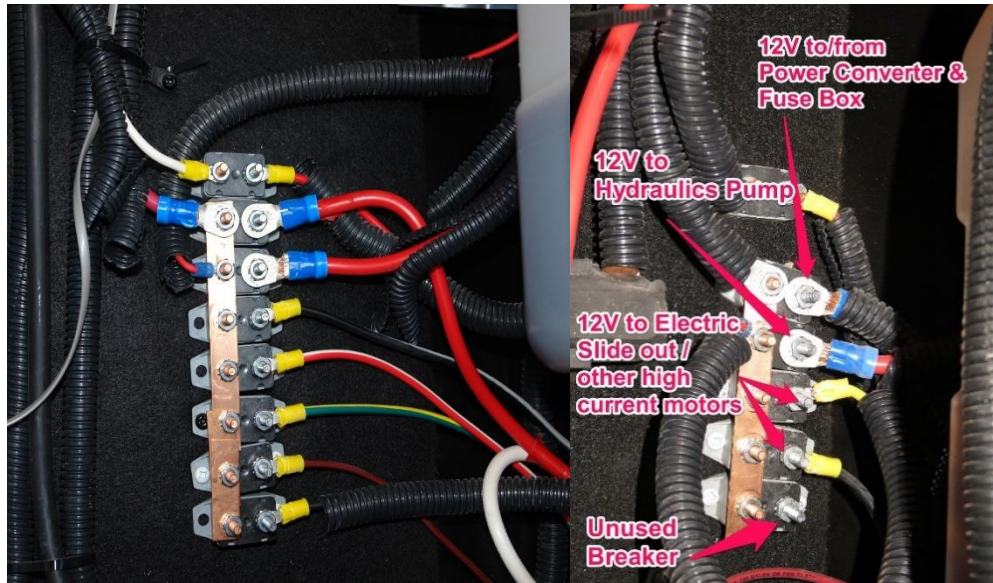 12V to/from
Power Converter &
Fuse Box
12V to
Hydraulics Pump
12V to Electric
Slide out /
other high
current motors
Unused
Breaker